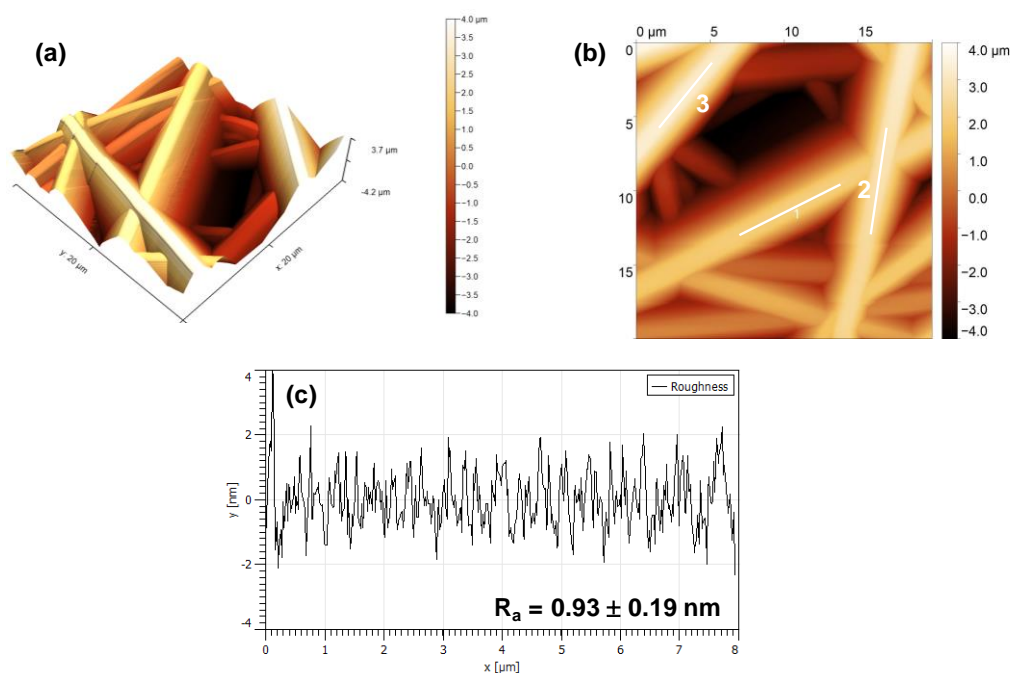 (a)
4.0 µm
3.5
3.0
2.5
2.0
1.5
1.0
0.5
0.0
-0.5
-1.0
-1.5
-2.0
-2.5
-3.0
-3.5
-4.0
3.7 µm
-4.2 µm
y: 20 µm
x: 20 µm
(b)
0 µm 5 10 15
0
5
10
15
3
2
1
4.0 µm
3.0
2.0
1.0
0.0
-1.0
-2.0
-3.0
-4.0
(c)
Roughness
4
2
0
-2
-4
y [nm]
Ra = 0.93 ± 0.19 nm
0 1 2 3 4 5 6 7 8
x [µm]